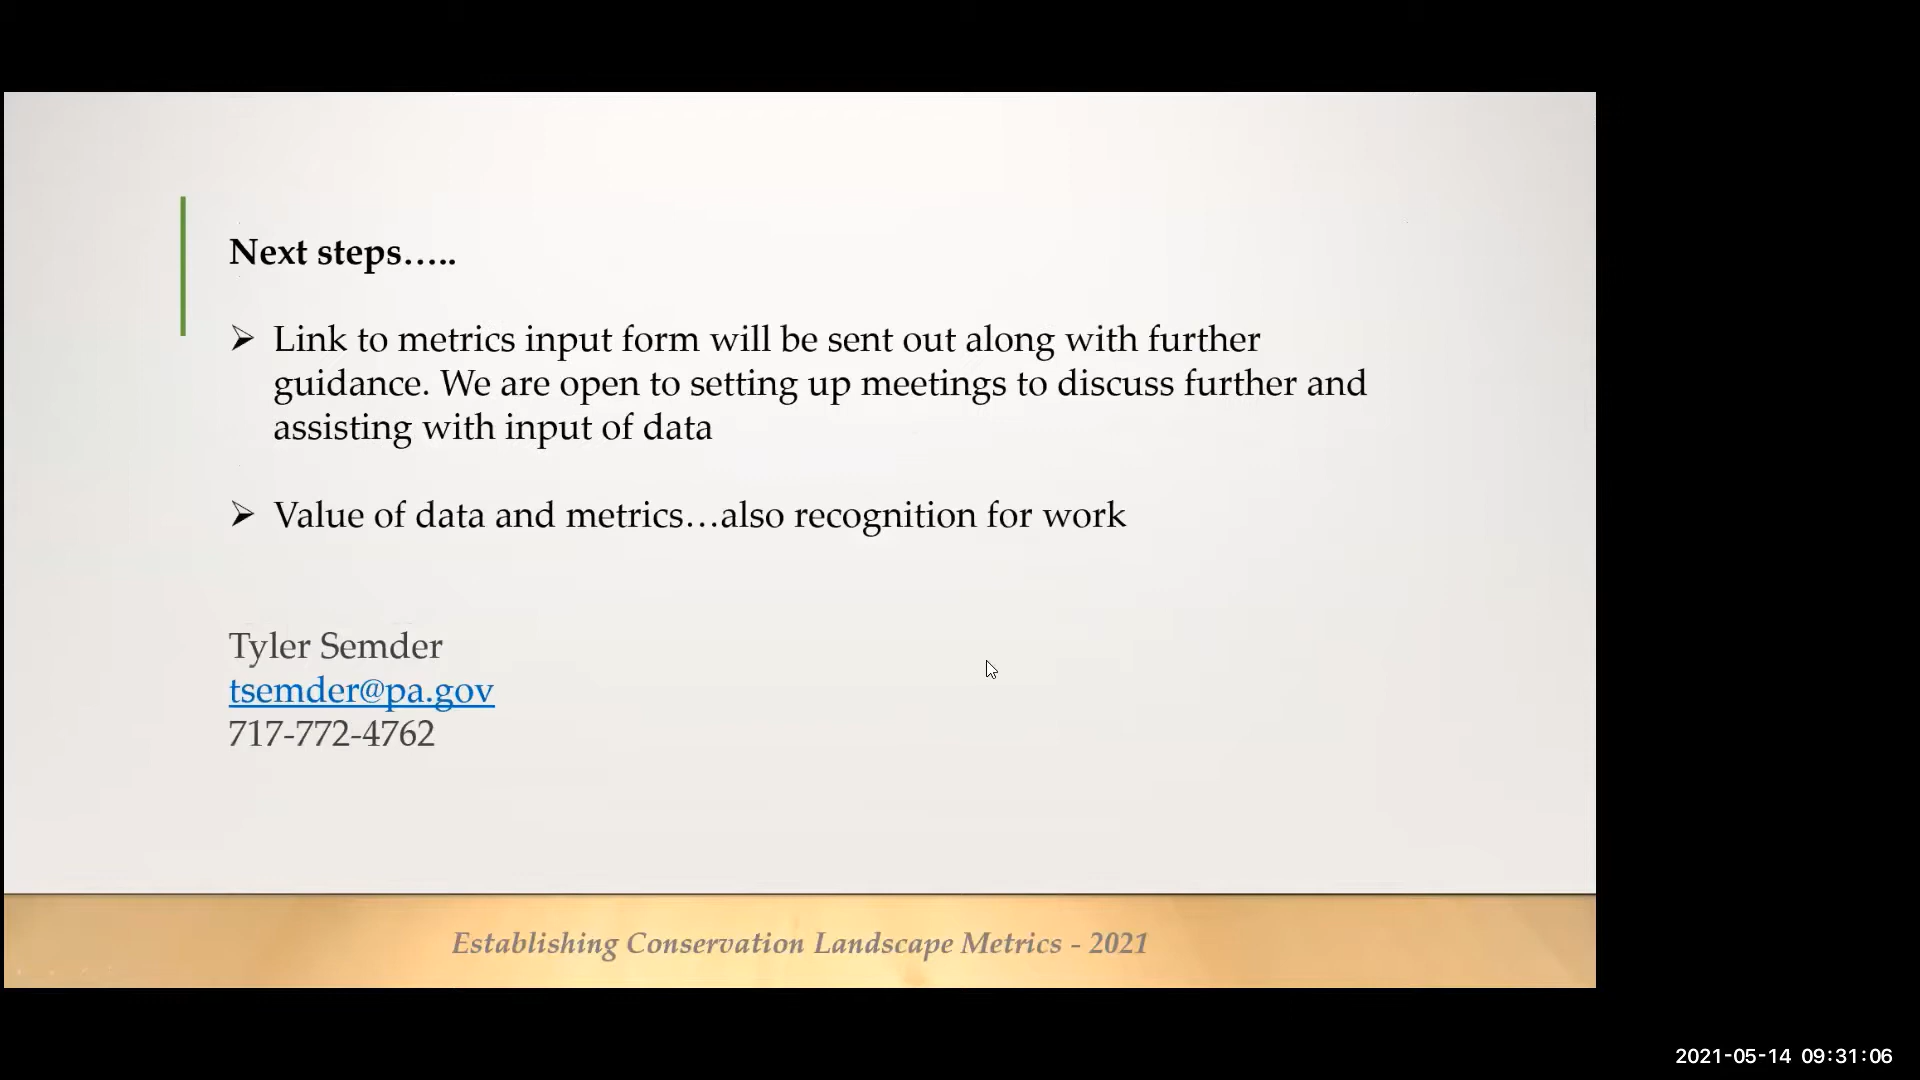 Next steps…..
➢ Link to metrics input form will be sent out along with further
guidance. We are open to setting up meetings to discuss further and
assisting with input of data
➢ Value of data and metrics…also recognition for work
Tyler Semder
tsemder@pa.gov
717-772-4762
Establishing Conservation Landscape Metrics - 2021
2021-05-14 09:31:06